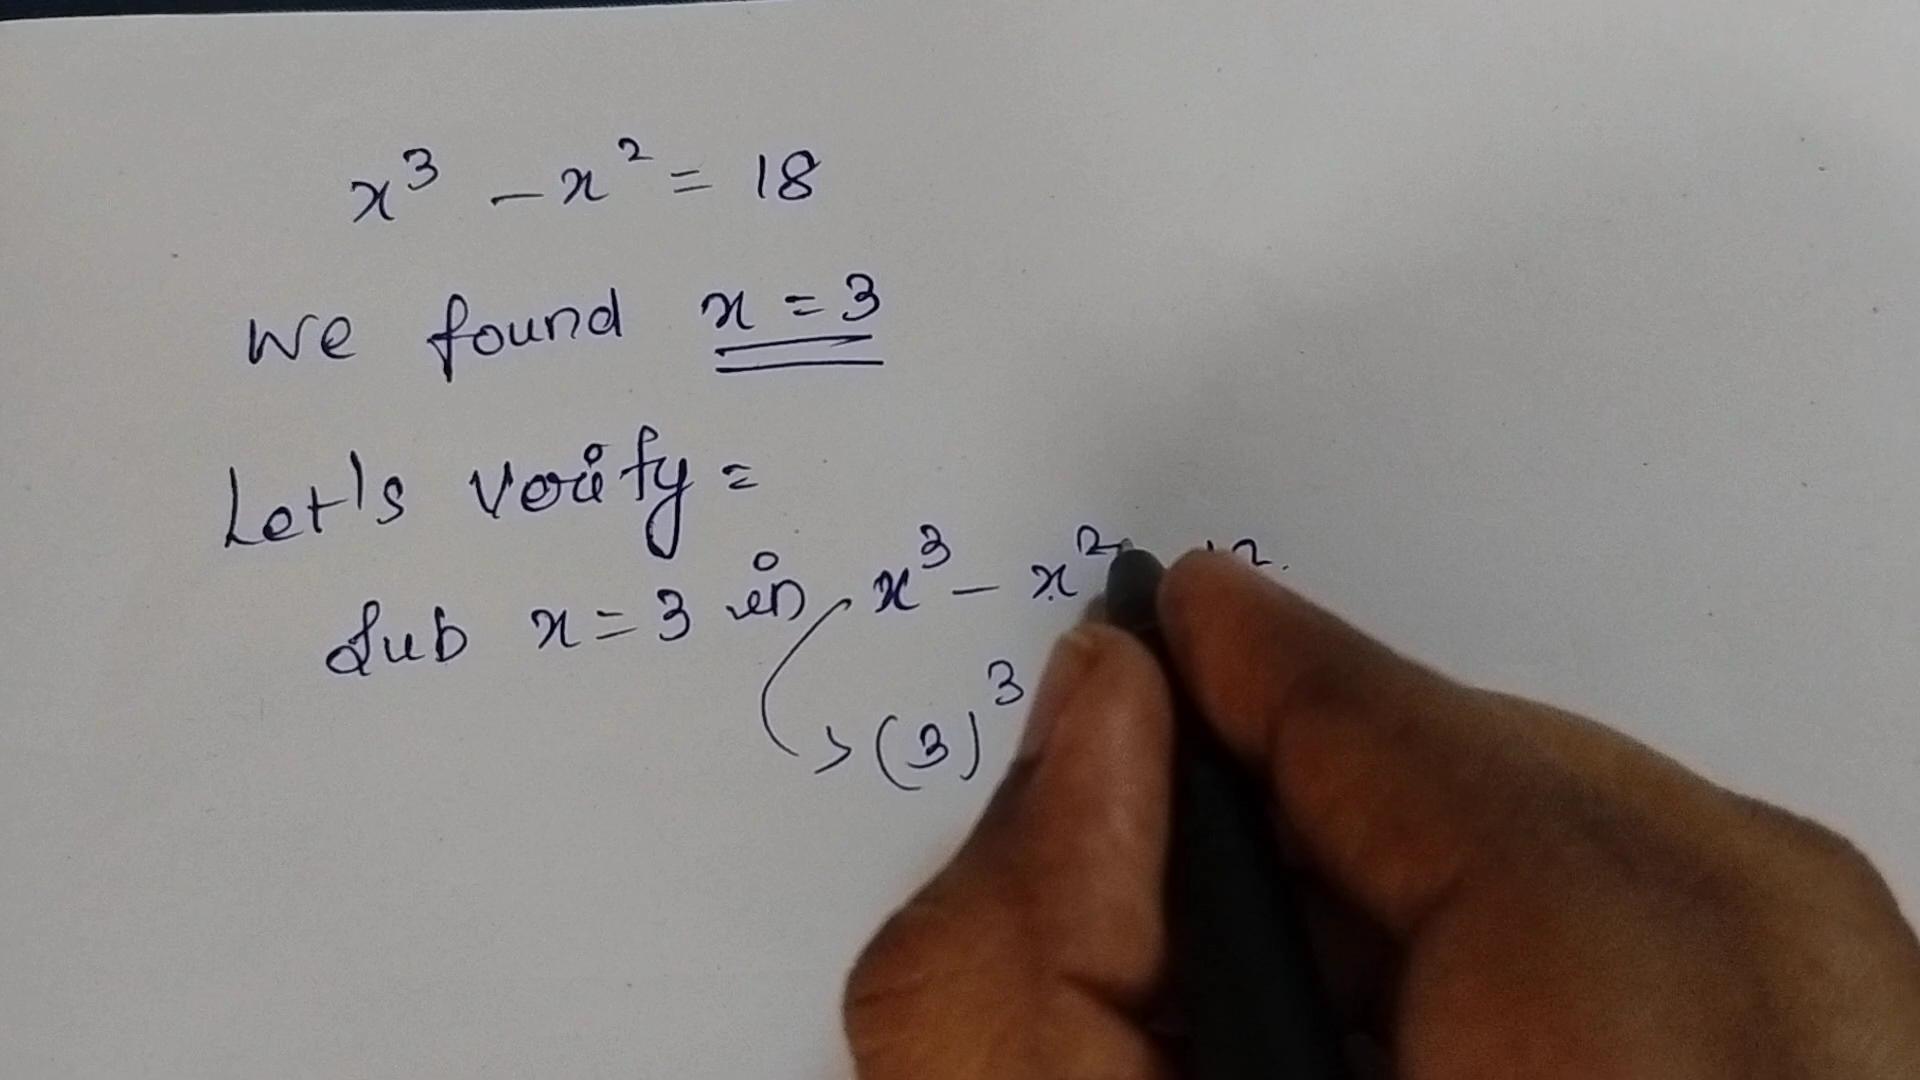 x³ - x² = 18
We found x = 3
Let's verify =
Sub x = 3 in x³ - x²
(3)³